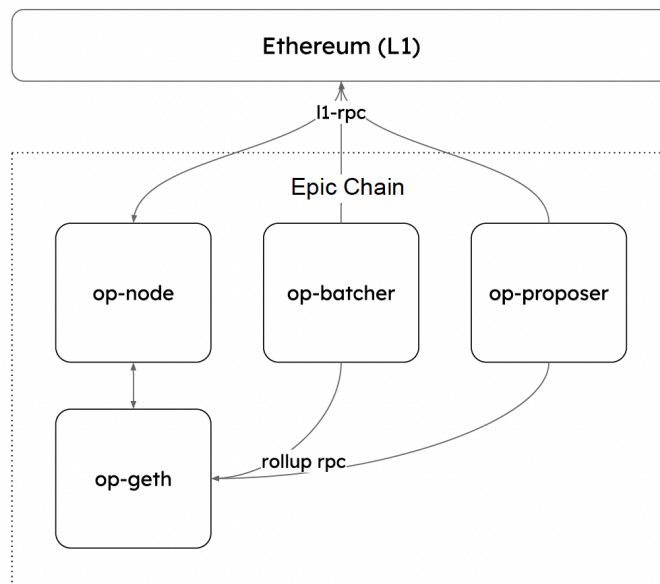 Ethereum (L1)
l1-rpc
Epic Chain
op-node
op-batcher
op-proposer
op-geth
rollup rpc